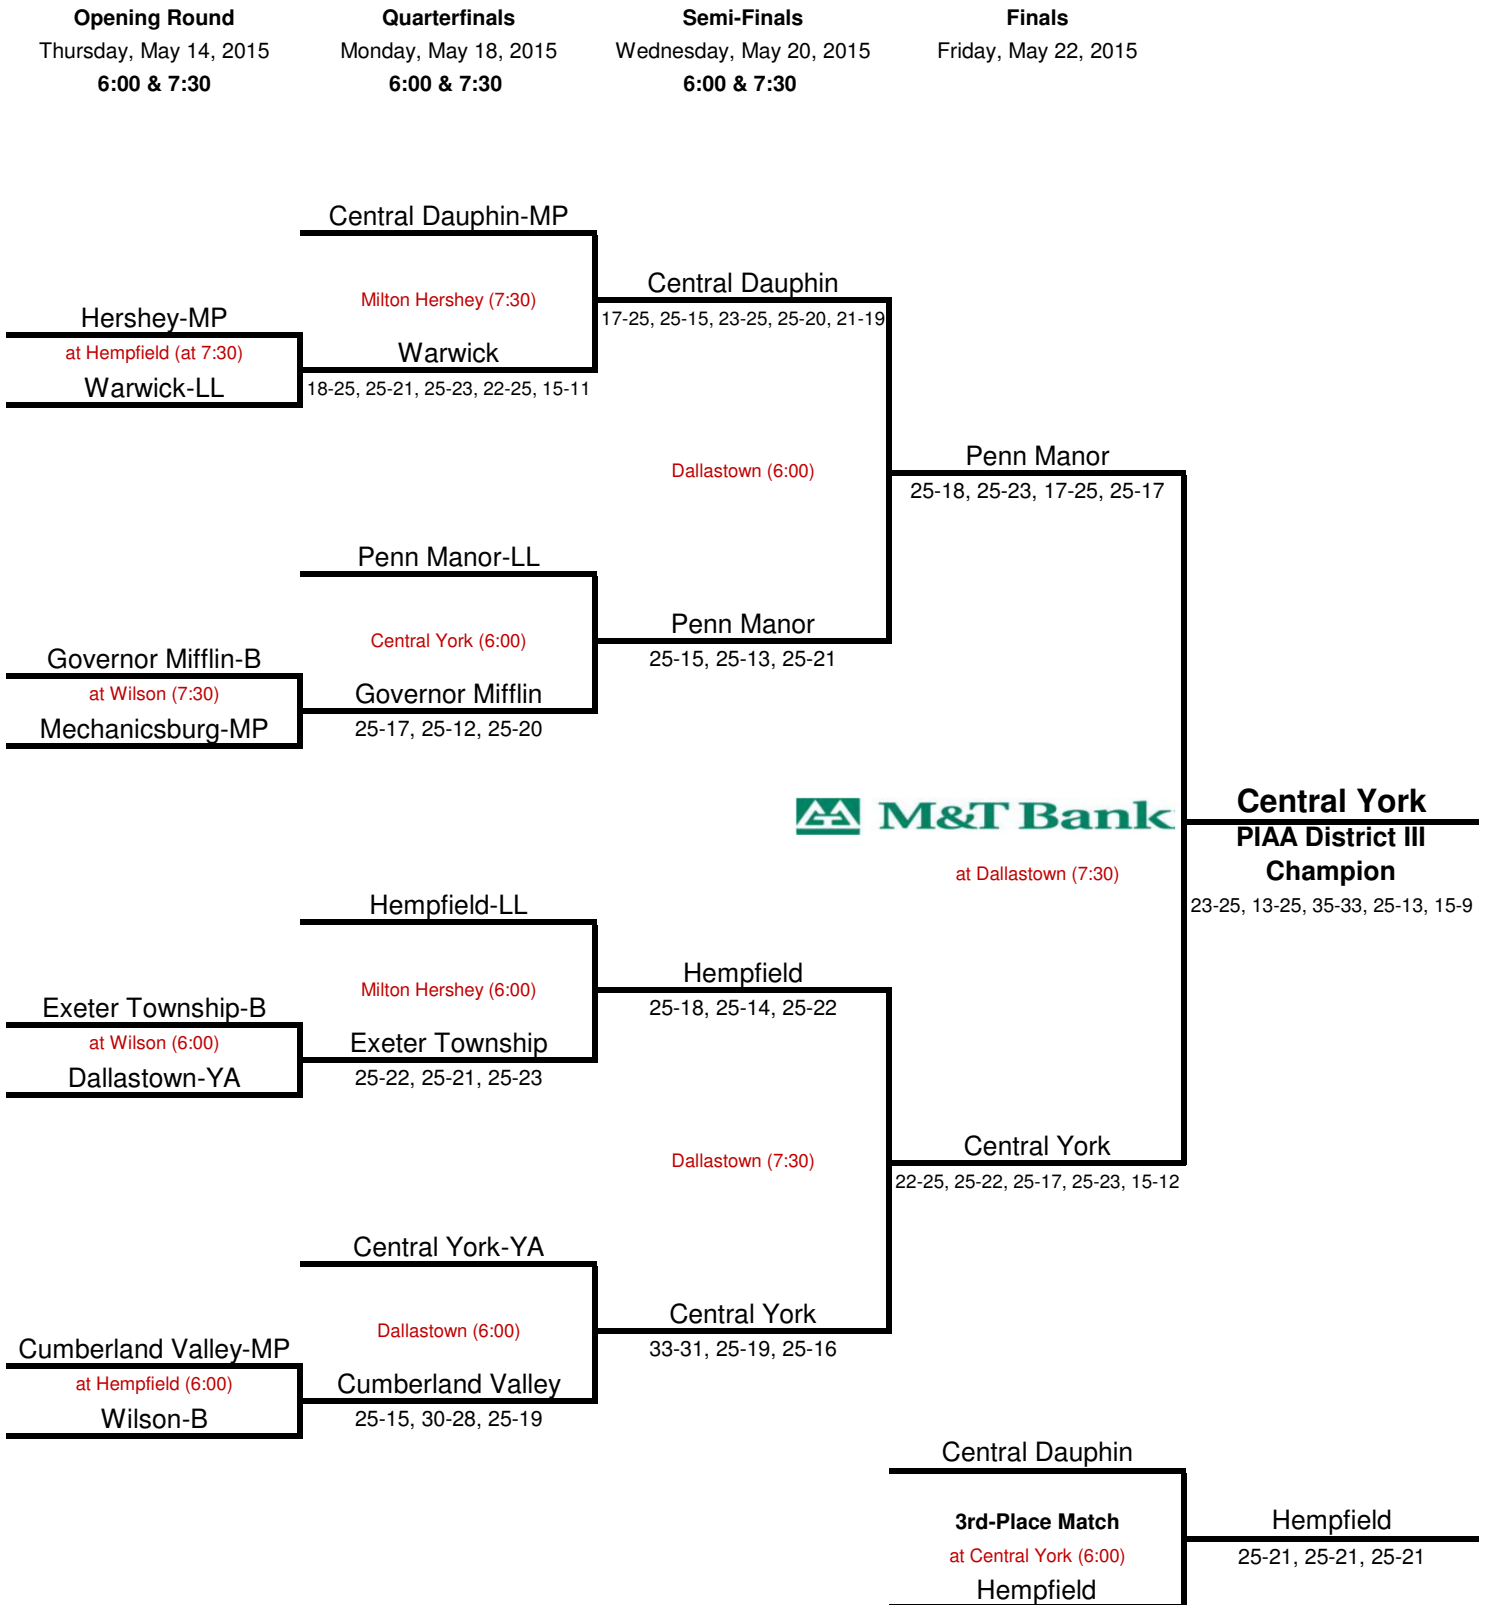 Opening Round
Quarterfinals
Semi-Finals
Finals
Thursday, May 14, 2015
Monday, May 18, 2015
Wednesday, May 20, 2015
Friday, May 22, 2015
6:00 & 7:30
6:00 & 7:30
6:00 & 7:30
Central Dauphin-MP
Central Dauphin
Milton Hershey (7:30)
Hershey-MP
17-25, 25-15, 23-25, 25-20, 21-19
at Hempfield (at 7:30)
Warwick
Warwick-LL
18-25, 25-21, 25-23, 22-25, 15-11
Penn Manor
Dallastown (6:00)
25-18, 25-23, 17-25, 25-17
Penn Manor-LL
Penn Manor
Central York (6:00)
Governor Mifflin-B
25-15, 25-13, 25-21
at Wilson (7:30)
Governor Mifflin
Mechanicsburg-MP
25-17, 25-12, 25-20
M&T Bank
Central York
PIAA District III
Champion
at Dallastown (7:30)
23-25, 13-25, 35-33, 25-13, 15-9
Hempfield-LL
Hempfield
Milton Hershey (6:00)
Exeter Township-B
25-18, 25-14, 25-22
at Wilson (6:00)
Exeter Township
Dallastown-YA
25-22, 25-21, 25-23
Central York
Dallastown (7:30)
22-25, 25-22, 25-17, 25-23, 15-12
Central York-YA
Central York
Dallastown (6:00)
Cumberland Valley-MP
33-31, 25-19, 25-16
at Hempfield (6:00)
Cumberland Valley
Wilson-B
25-15, 30-28, 25-19
Central Dauphin
3rd-Place Match
Hempfield
at Central York (6:00)
25-21, 25-21, 25-21
Hempfield